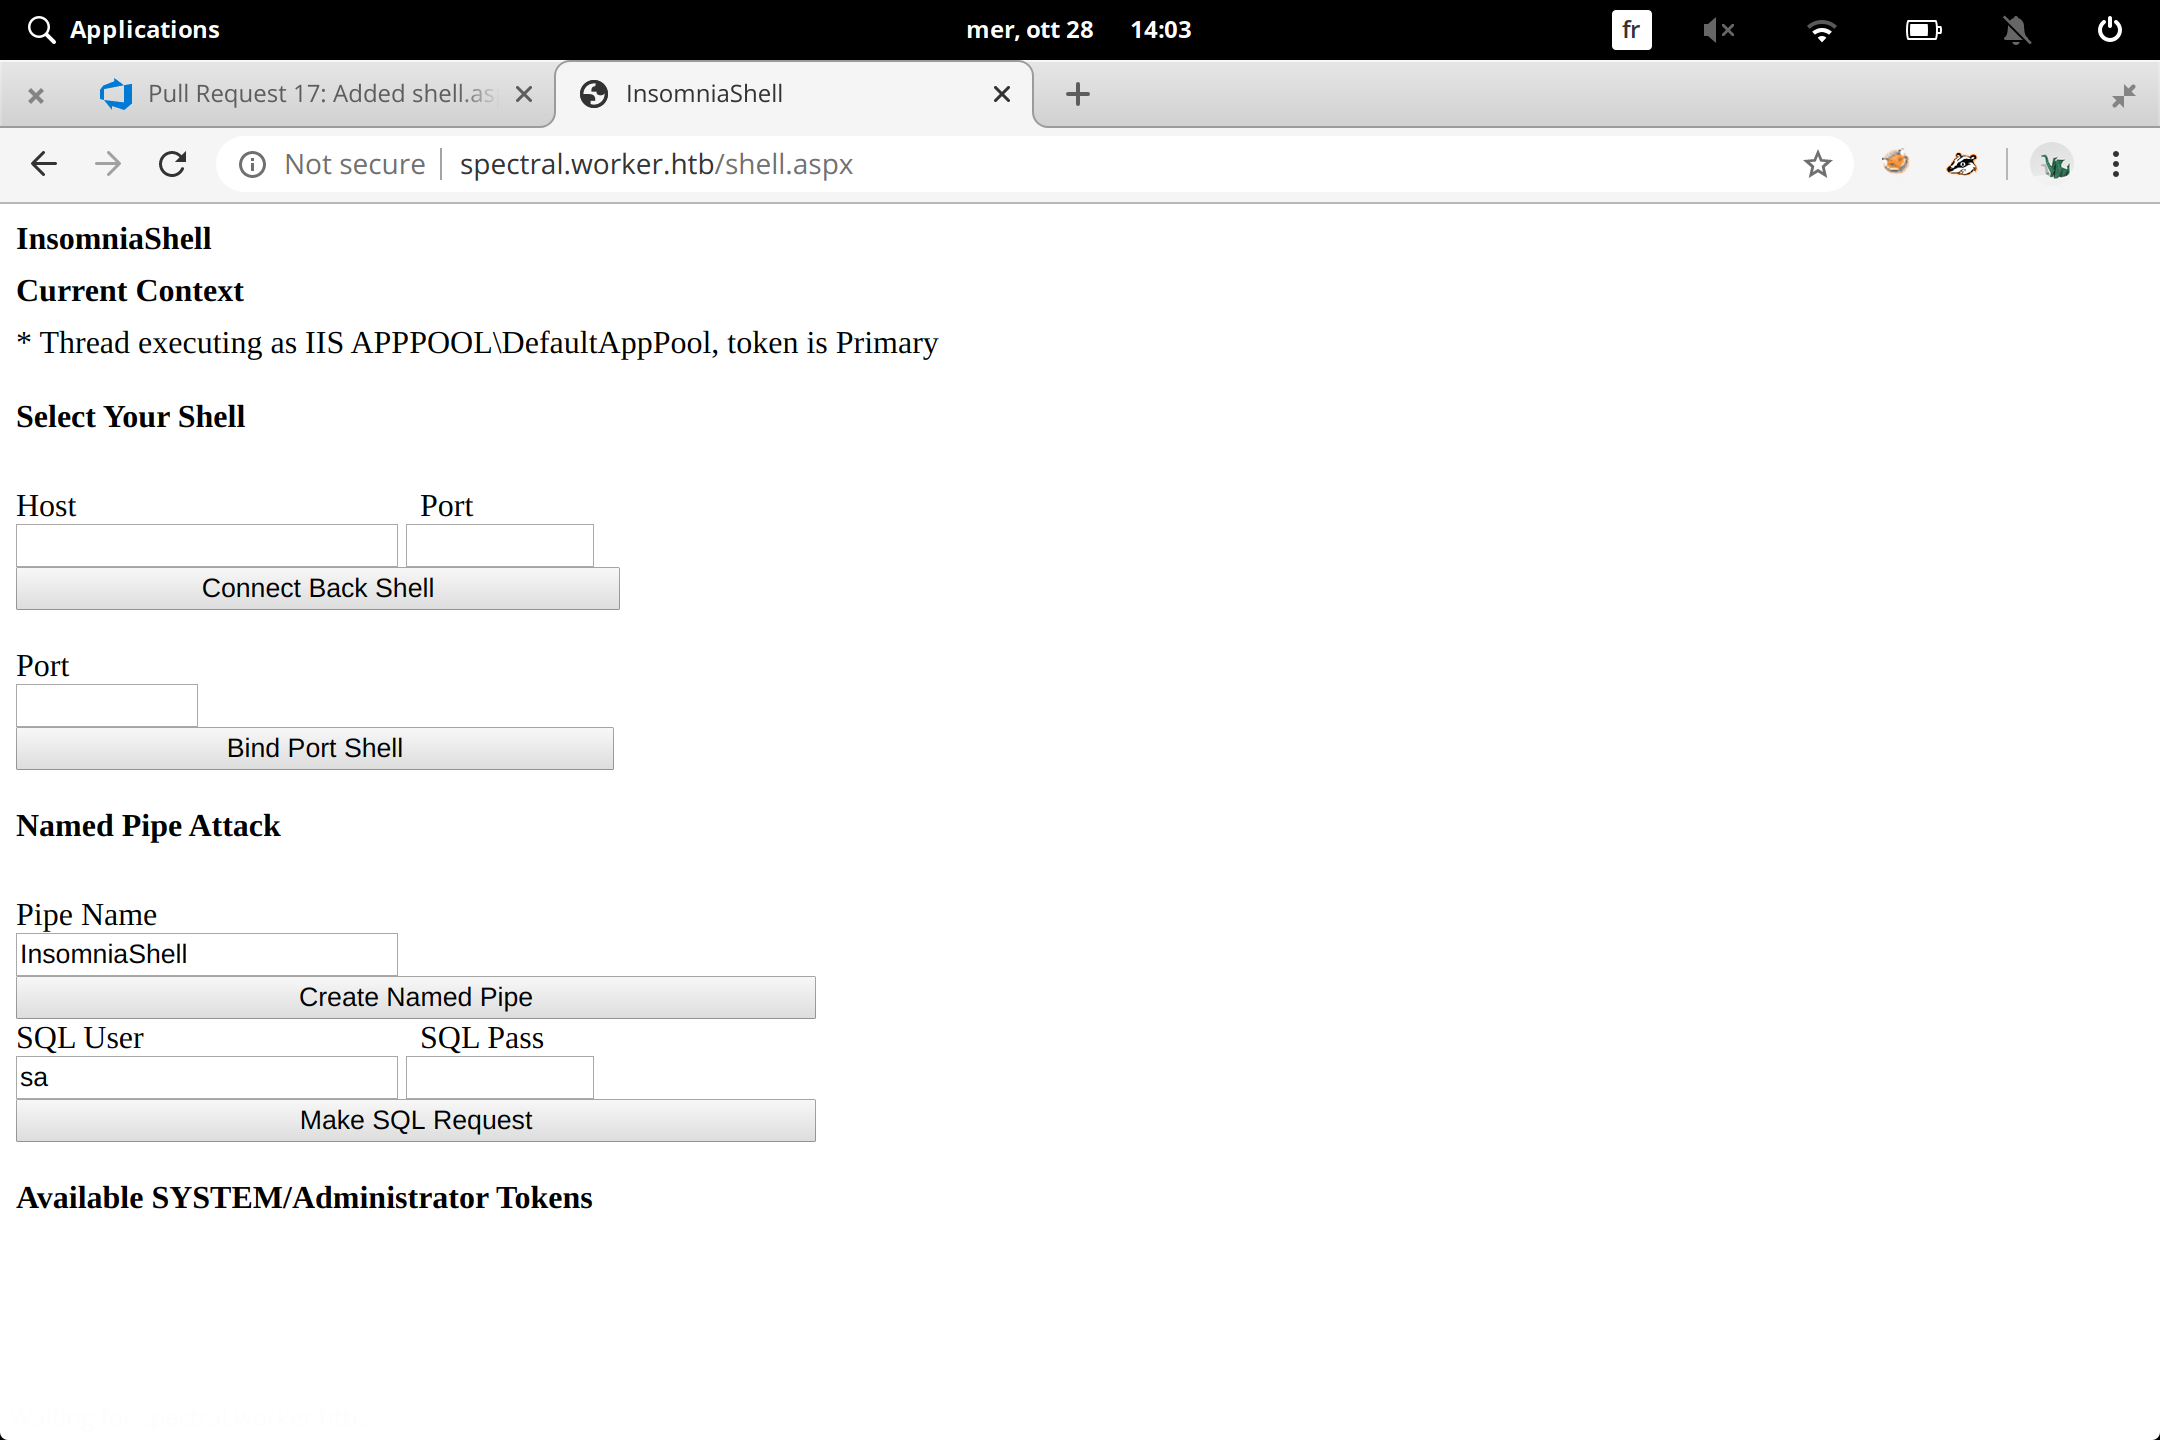 Applications
mer, ott 28 14:03
fr
Pull Request 17: Added shell.as
InsomniaShell
Not secure
spectral.worker.htb/shell.aspx
InsomniaShell
Current Context
* Thread executing as IIS APPPOOL\DefaultAppPool, token is Primary
Select Your Shell
Host Port
Connect Back Shell
Port
Bind Port Shell
Named Pipe Attack
Pipe Name
InsomniaShell
Create Named Pipe
SQL User SQL Pass
sa
Make SQL Request
Available SYSTEM/Administrator Tokens